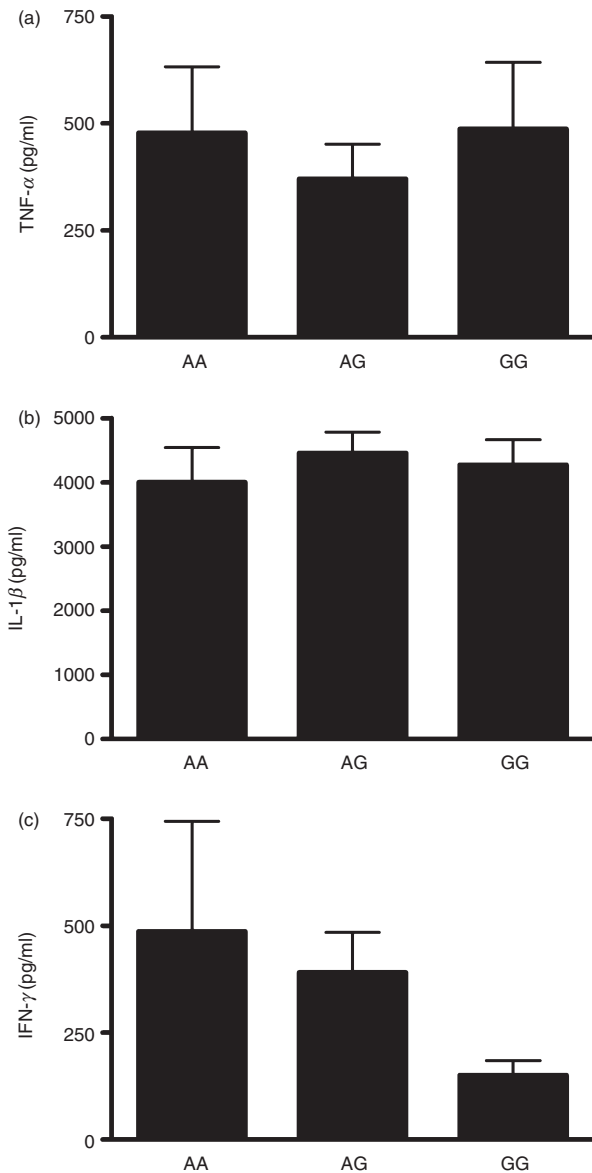 (a)
750
500
250
0
TNF-α (pg/ml)
AA AG GG
(b)
5000
4000
3000
2000
1000
0
IL-1β (pg/ml)
AA AG GG
(c)
750
500
250
0
IFN-γ (pg/ml)
AA AG GG